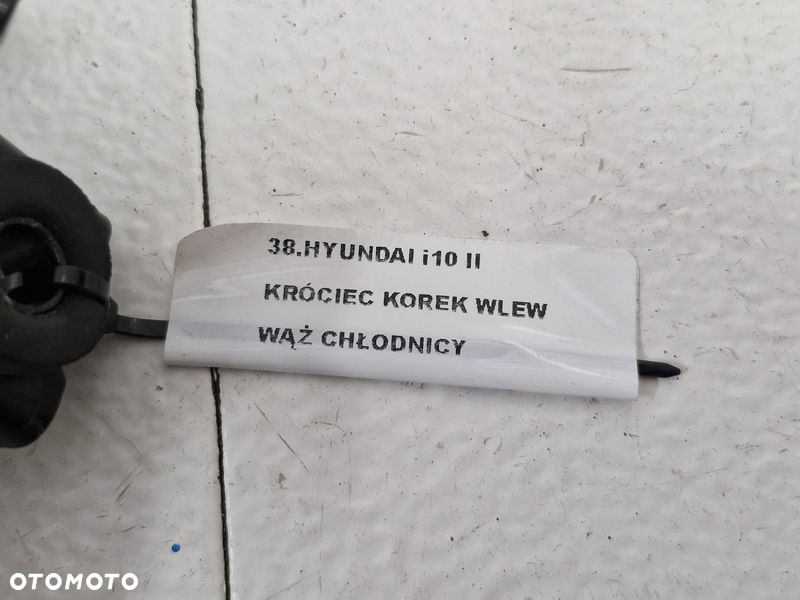 38.HYUNDAI i10 II
KRÓCIEC KOREK WLEW
WĄŻ CHŁODNICY
OTOMOTO